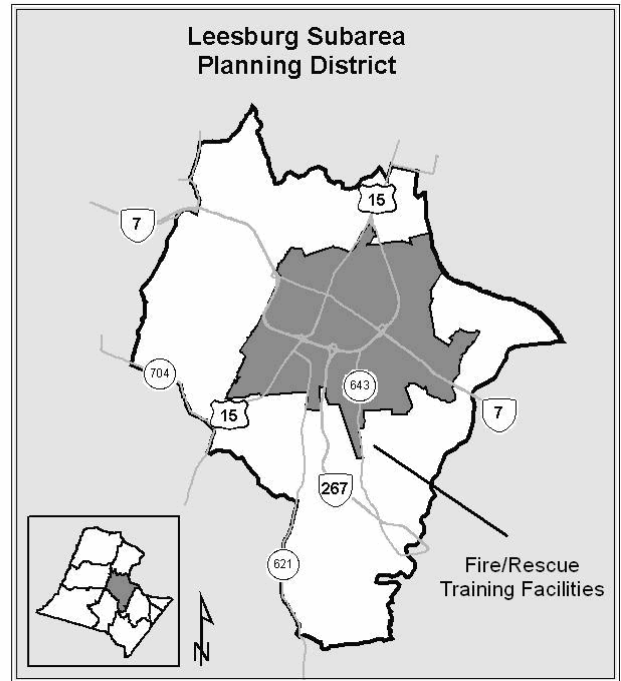 Leesburg Subarea
Planning District
15
7
704
643
15
7
267
621
Fire/Rescue
Training Facilities
N